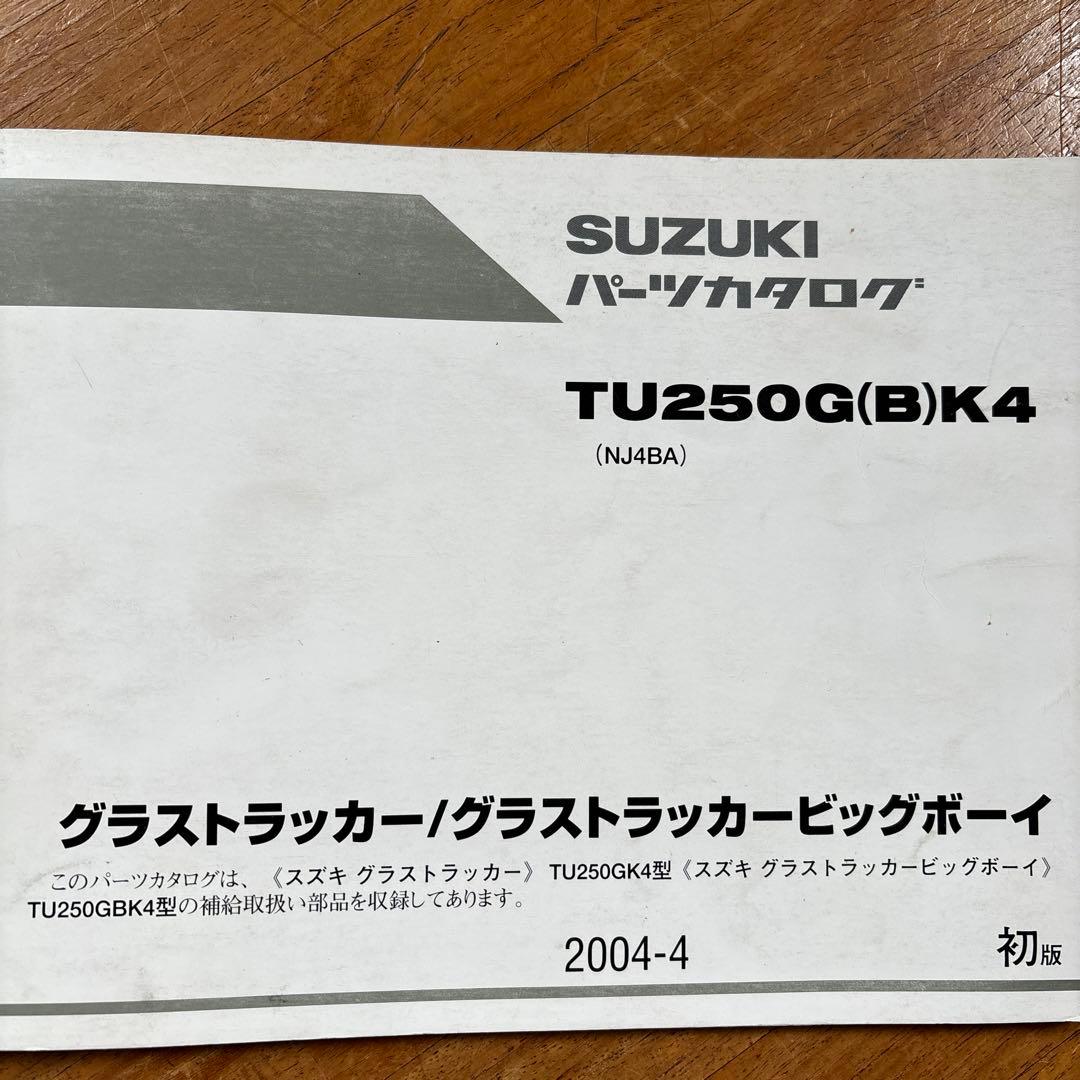 SUZUKI
パーツカタログ
TU250G(B)K4
(NJ4BA)
グラストラッカー/グラストラッカービッグボーイ
このパーツカタログは、《スズキ グラストラッカー》 TU250GK4型《スズキ グラストラッカービッグボーイ》
TU250GBK4型の補給取扱い部品を収録してあります。
2004-4 初版